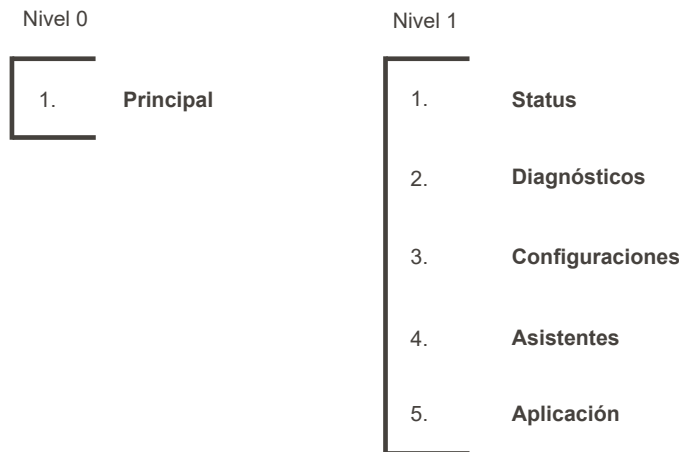 Nivel 0
1. Principal
Nivel 1
1. Status
2. Diagnósticos
3. Configuraciones
4. Asistentes
5. Aplicación